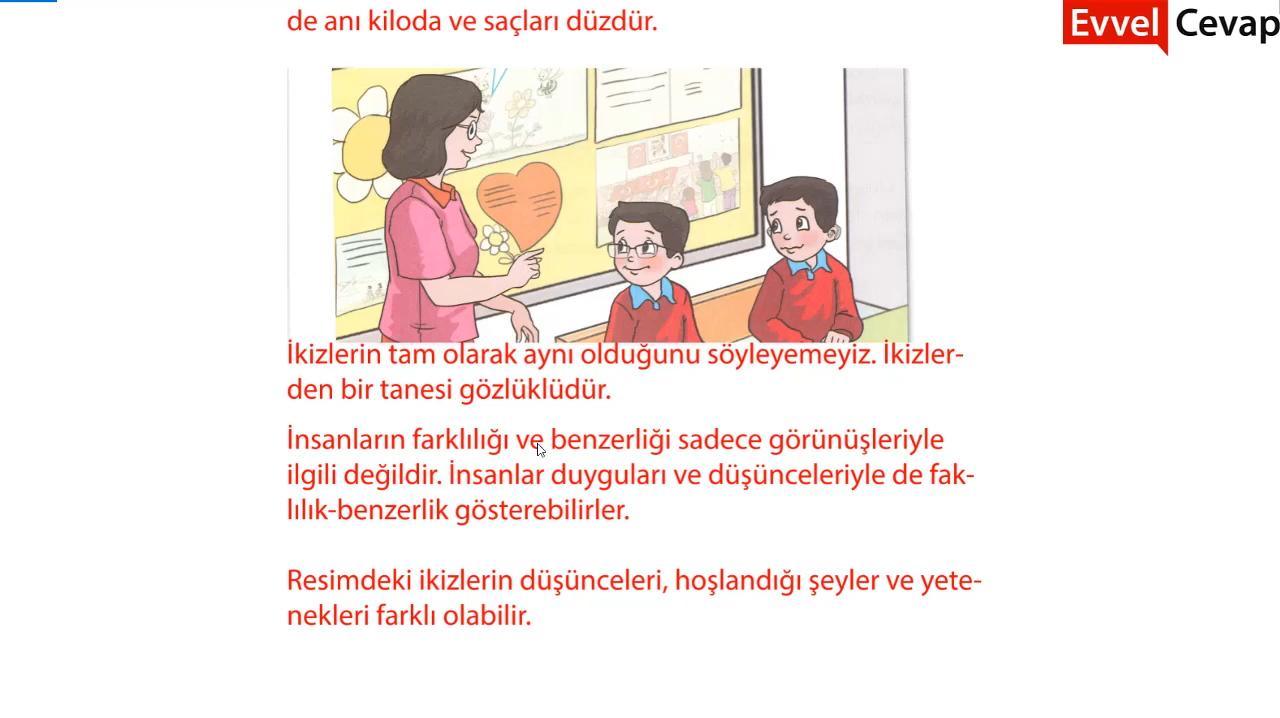 de anı kiloda ve saçları düzdür.
Evvel Cevap
İkizlerin tam olarak aynı olduğunu söyleyemeyiz. İkizler-
den bir tanesi gözlüklüdür.
İnsanların farklılığı ve benzerliği sadece görünüşleriyle
ilgili değildir. İnsanlar duyguları ve düşünceleriyle de fak-
lılık-benzerlik gösterebilirler.
Resimdeki ikizlerin düşünceleri, hoşlandığı şeyler ve yete-
nekleri farklı olabilir.